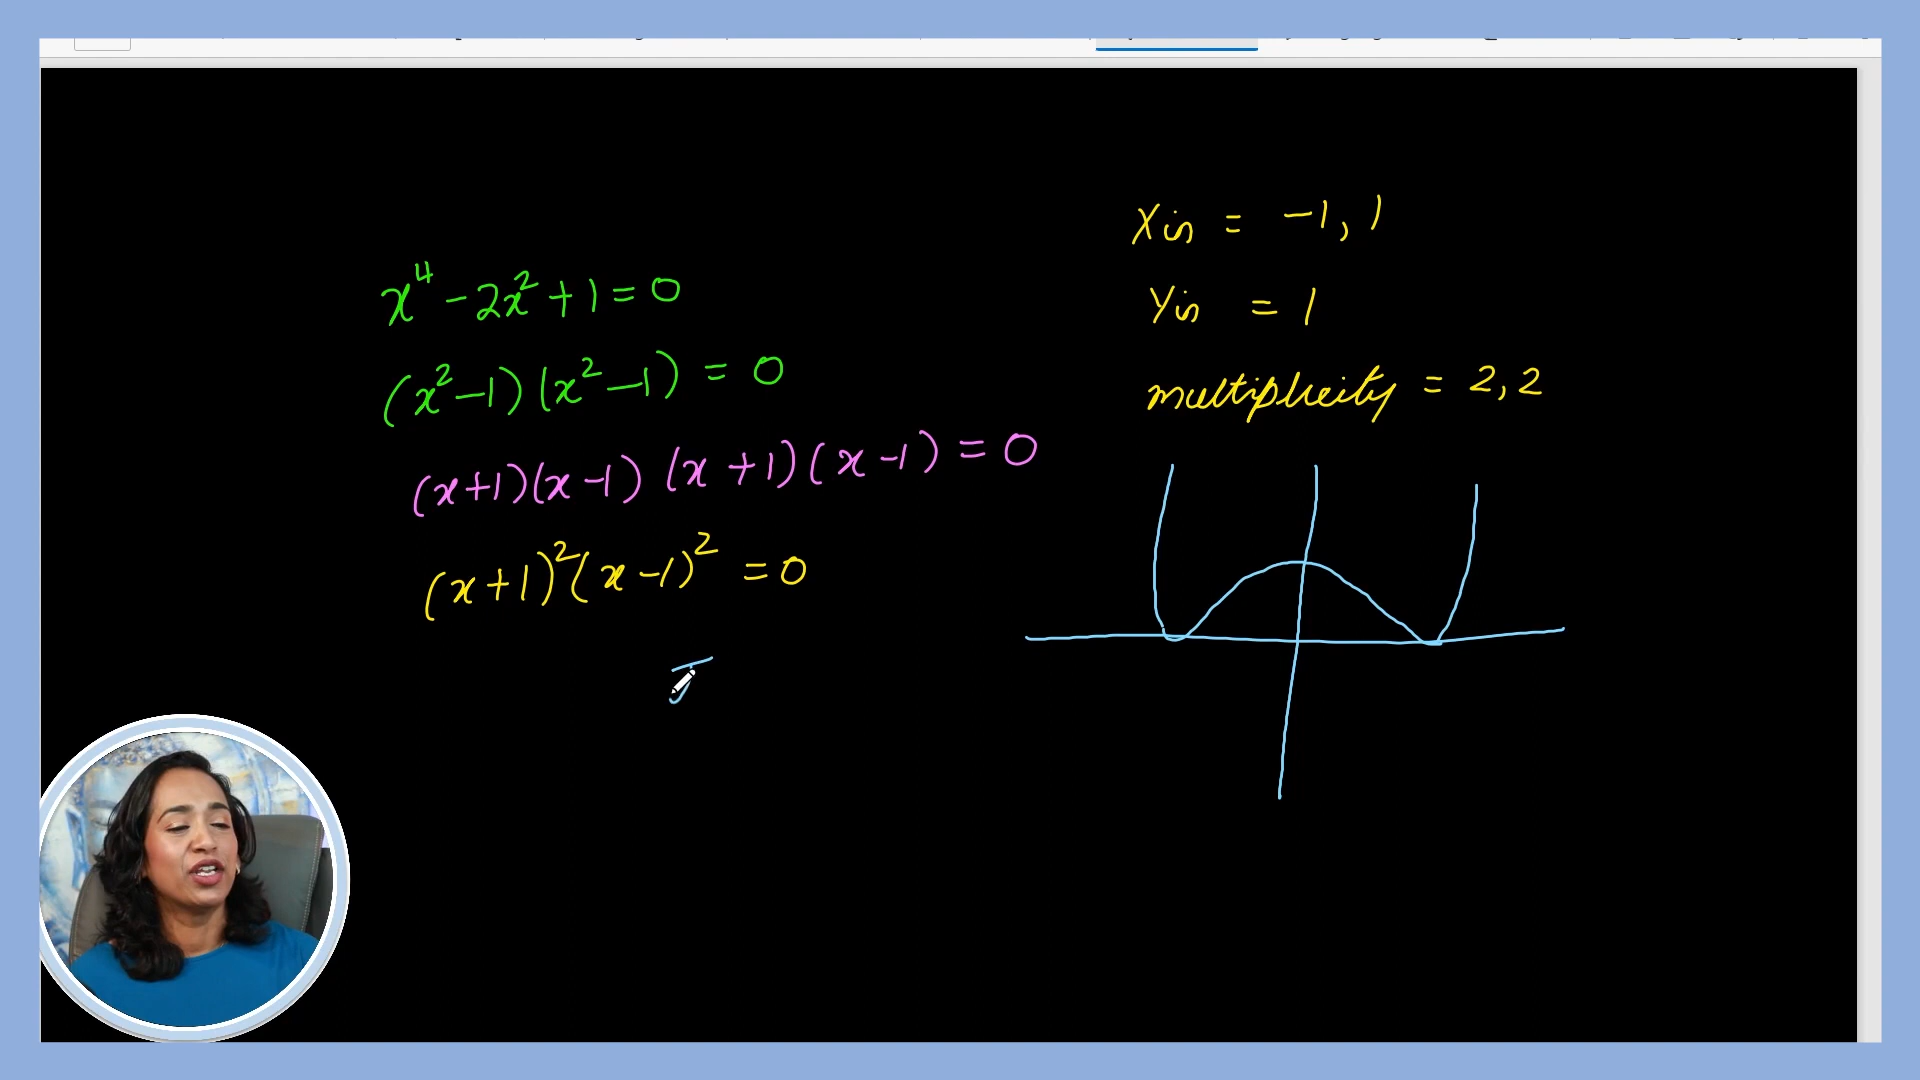 x⁴ - 2x² + 1 = 0
(x² - 1)(x² - 1) = 0
(x+1)(x-1)(x+1)(x-1) = 0
(x+1)²(x-1)² = 0
Xin = -1, 1
Yin = 1
multiplicity = 2, 2